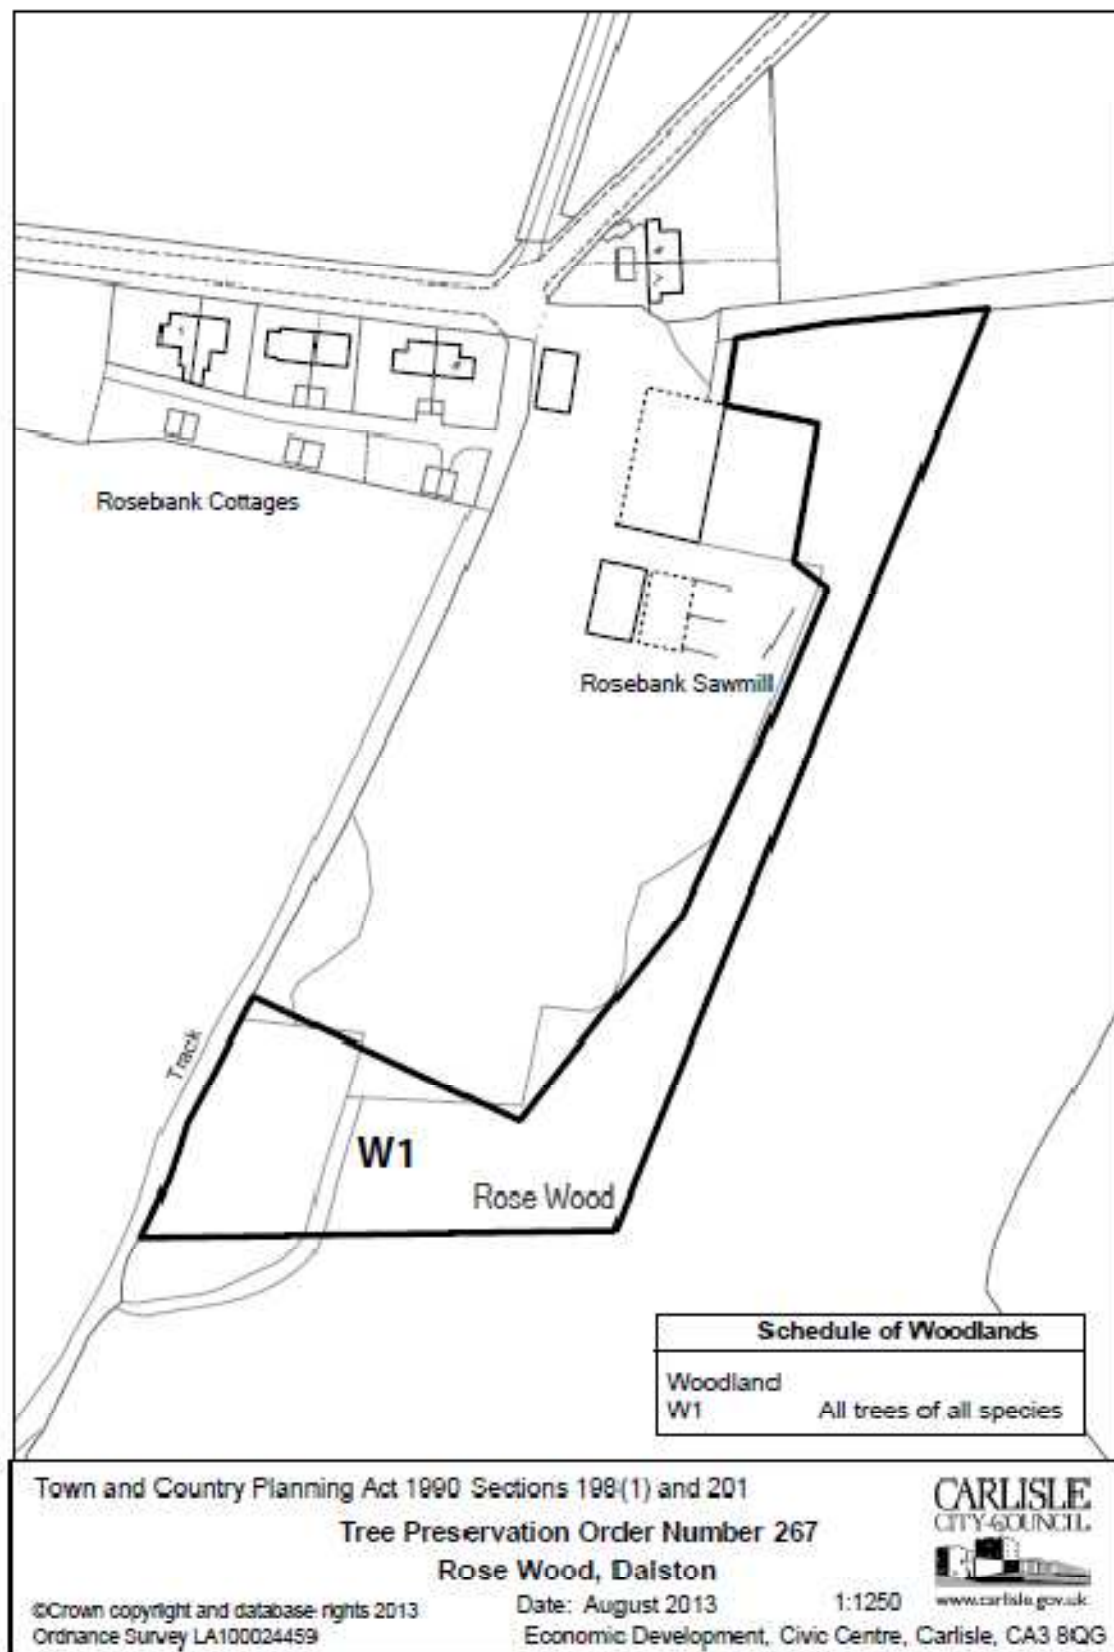 Rosebank Cottages
Rosebank Sawmill
Track
W1
Rose Wood
Schedule of Woodlands
Woodland
W1 All trees of all species
Town and Country Planning Act 1990 Sections 198(1) and 201
Tree Preservation Order Number 267
Rose Wood, Dalston
Date: August 2013 1:1250
©Crown copyright and database rights 2013
Ordnance Survey LA100024459
Economic Development, Civic Centre, Carlisle, CA3 8QG
CARLISLE
CITY COUNCIL
www.carlisle.gov.uk